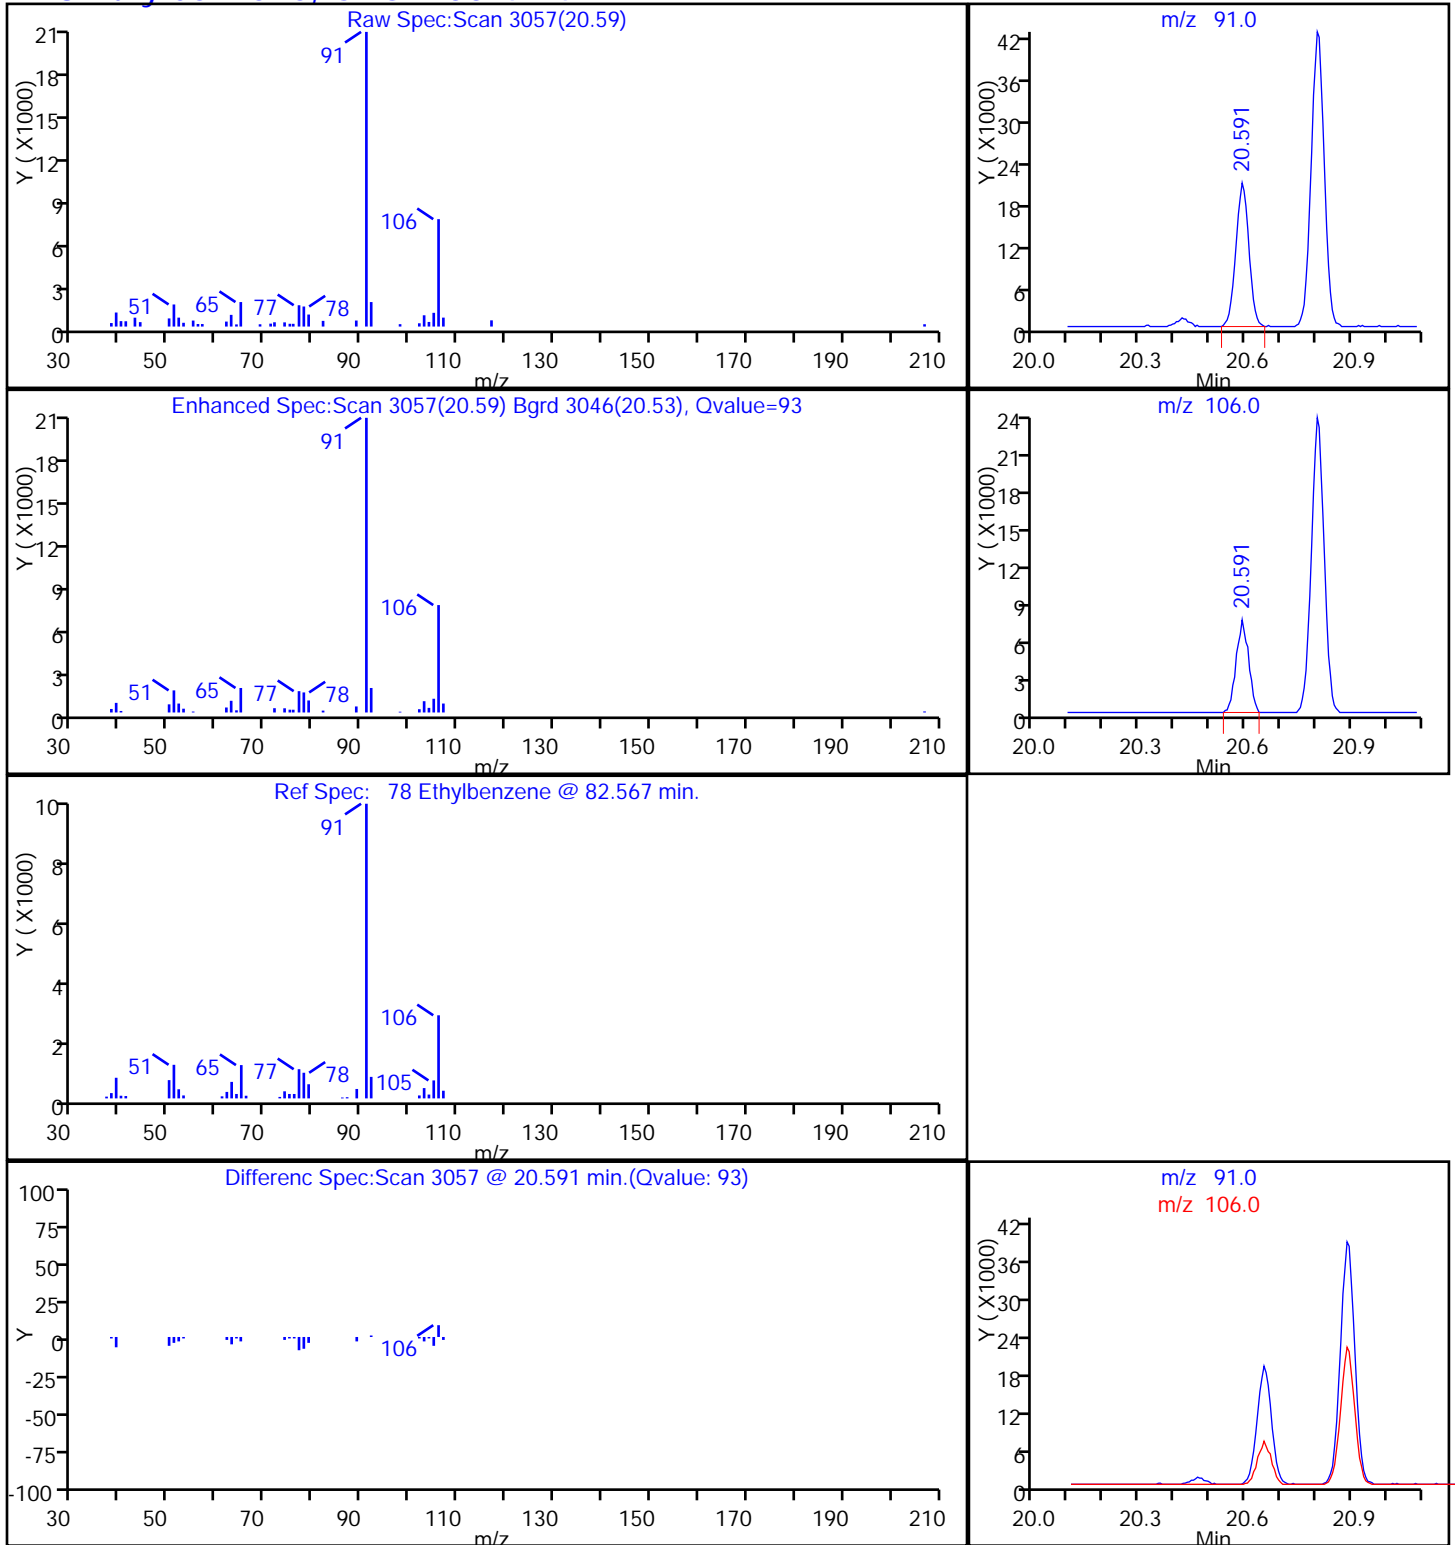 Raw Spec:Scan 3057(20.59)
Y ( X1000)
21
18
15
12
9
6
3
0
91
106
51
65
77
78
30 50 70 90 110 130 150 170 190 210
m/z
m/z 91.0
Y ( X1000)
42
36
30
24
18
12
6
0
20.591
20.0 20.3 20.6 20.9
Min
Enhanced Spec:Scan 3057(20.59) Bgrd 3046(20.53), Qvalue=93
Y ( X1000)
21
18
15
12
9
6
3
0
91
106
51
65
77
78
30 50 70 90 110 130 150 170 190 210
m/z
m/z 106.0
Y ( X1000)
24
21
18
15
12
9
6
3
0
20.591
20.0 20.3 20.6 20.9
Min
Ref Spec: 78 Ethylbenzene @ 82.567 min.
Y ( X1000)
10
8
6
4
2
0
91
106
51
65
77
78
105
30 50 70 90 110 130 150 170 190 210
m/z
Differenc Spec:Scan 3057 @ 20.591 min.(Qvalue: 93)
Y
100
75
50
25
0
-25
-50
-75
-100
106
30 50 70 90 110 130 150 170 190 210
m/z
m/z 91.0
m/z 106.0
Y ( X1000)
42
36
30
24
18
12
6
0
20.0 20.3 20.6 20.9
Min